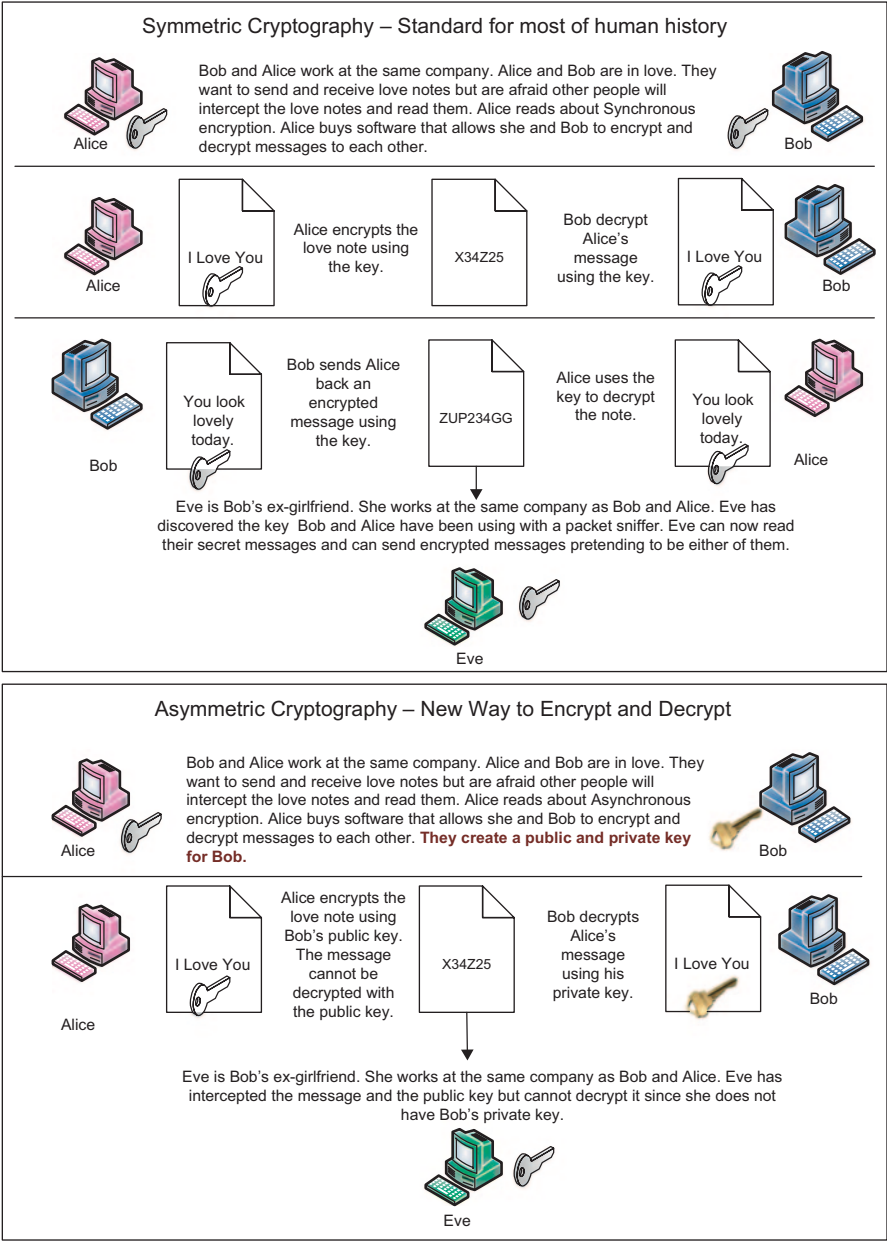 Symmetric Cryptography – Standard for most of human history
Bob and Alice work at the same company. Alice and Bob are in love. They
want to send and receive love notes but are afraid other people will
intercept the love notes and read them. Alice reads about Synchronous
encryption. Alice buys software that allows she and Bob to encrypt and
decrypt messages to each other.
Alice
Bob
Alice
I Love You
Alice encrypts the
love note using
the key.
X34Z25
Bob decrypt
Alice’s
message
using the key.
I Love You
Bob
Bob
You look
lovely
today.
Bob sends Alice
back an
encrypted
message using
the key.
ZUP234GG
Alice uses the
key to decrypt
the note.
You look
lovely
today.
Alice
Eve is Bob’s ex-girlfriend. She works at the same company as Bob and Alice. Eve has
discovered the key  Bob and Alice have been using with a packet sniffer. Eve can now read
their secret messages and can send encrypted messages pretending to be either of them.
Eve
Asymmetric Cryptography – New Way to Encrypt and Decrypt
Bob and Alice work at the same company. Alice and Bob are in love. They
want to send and receive love notes but are afraid other people will
intercept the love notes and read them. Alice reads about Asynchronous
encryption. Alice buys software that allows she and Bob to encrypt and
decrypt messages to each other. They create a public and private key
for Bob.
Alice
Bob
Alice
I Love You
Alice encrypts the
love note using
Bob’s public key.
The message
cannot be
decrypted with
the public key.
X34Z25
Bob decrypts
Alice’s
message
using his
private key.
I Love You
Bob
Eve is Bob’s ex-girlfriend. She works at the same company as Bob and Alice. Eve has
intercepted the message and the public key but cannot decrypt it since she does not
have Bob’s private key.
Eve